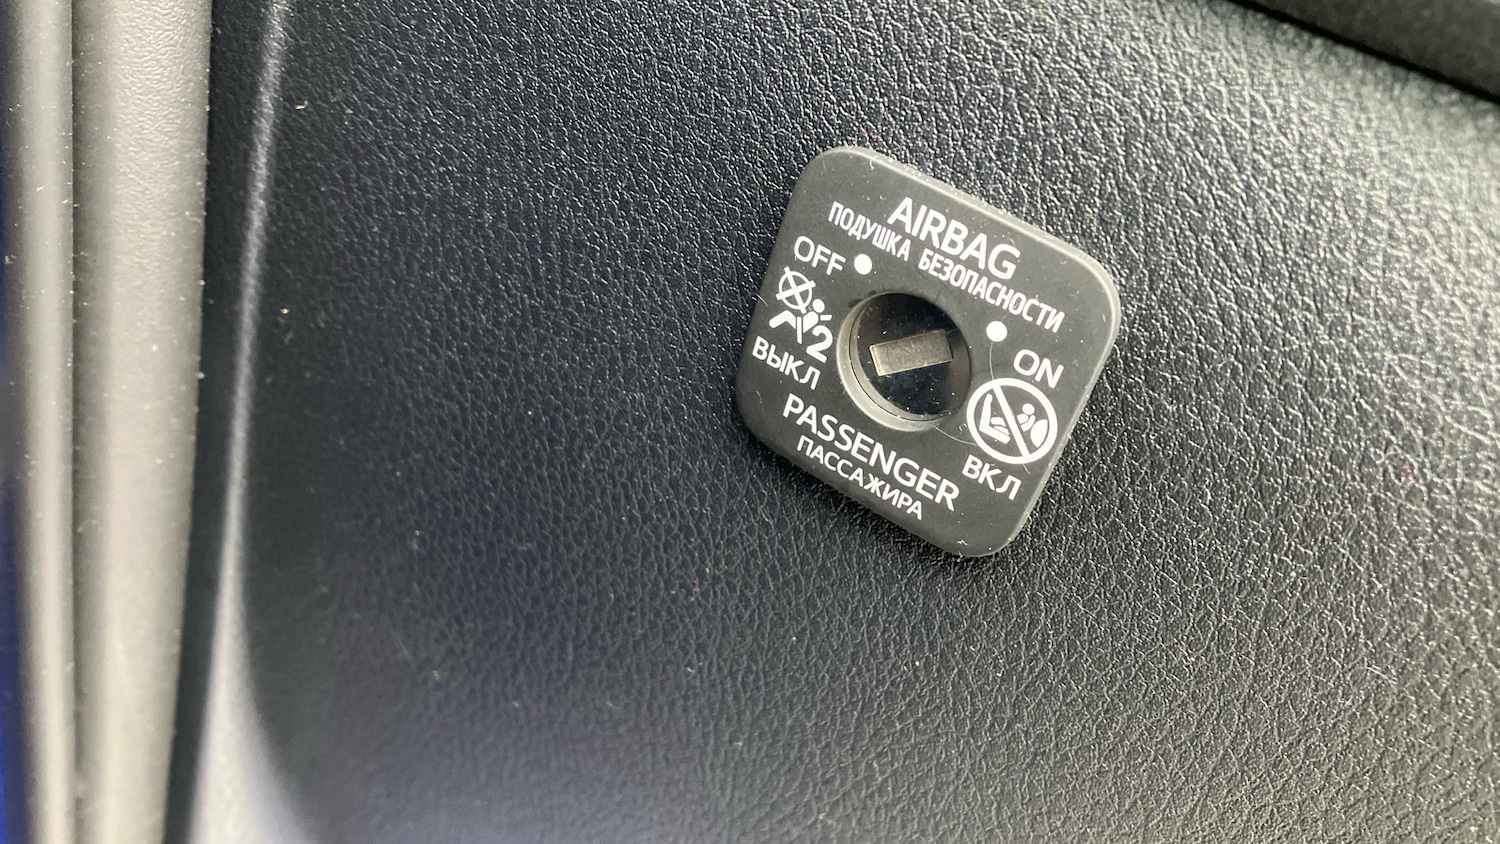 AIRBAG
ПОДУШКА БЕЗОПАСНОСТИ
OFF
2
ВЫКЛ
ON
ВКЛ
PASSENGER
ПАССАЖИРА